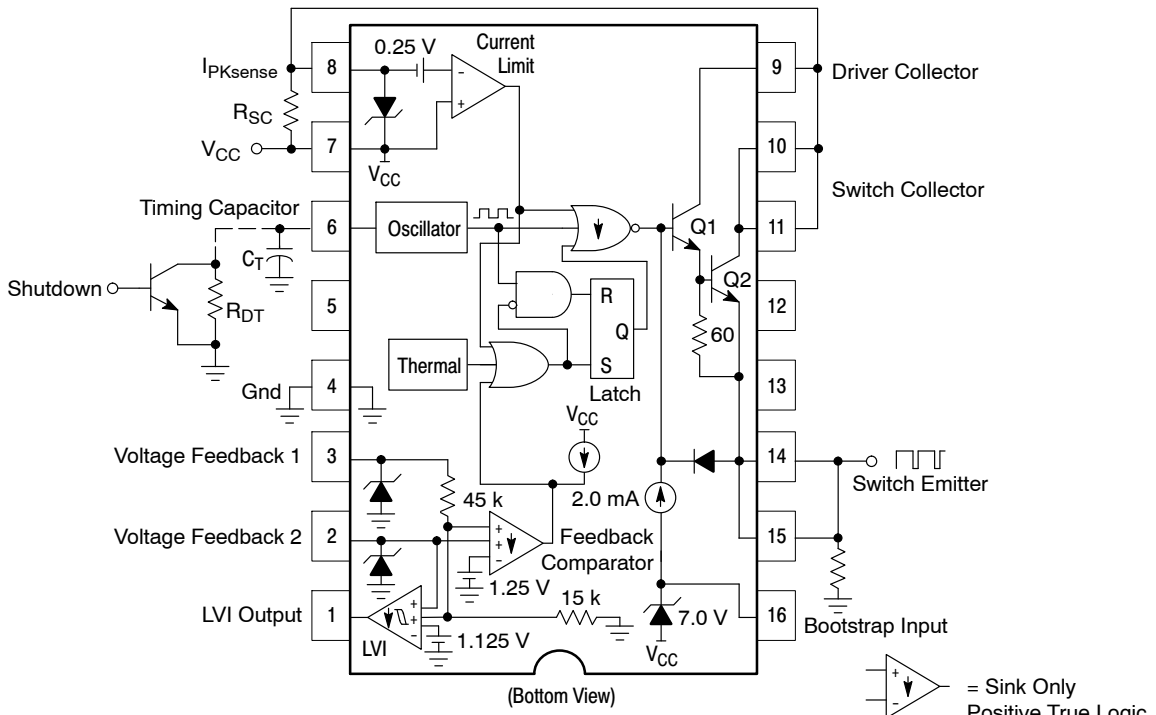 0.25 V
Current
Limit
I_PKsense
8
9
Driver Collector
R_SC
V_CC
7
10
V_CC
Switch Collector
Timing Capacitor
6
Oscillator
Q1
11
C_T
Q2
Shutdown
R_DT
5
R
12
60
Q
Thermal
S
Gnd
4
13
Latch
V_CC
Voltage Feedback 1
3
14
45 k
2.0 mA
Switch Emitter
Voltage Feedback 2
2
Feedback
Comparator
15
1.25 V
LVI Output
1
15 k
7.0 V
16
Bootstrap Input
1.125 V
LVI
V_CC
(Bottom View)
= Sink Only
Positive True Logic
+
-
-
+
+
+
-
+
+
-